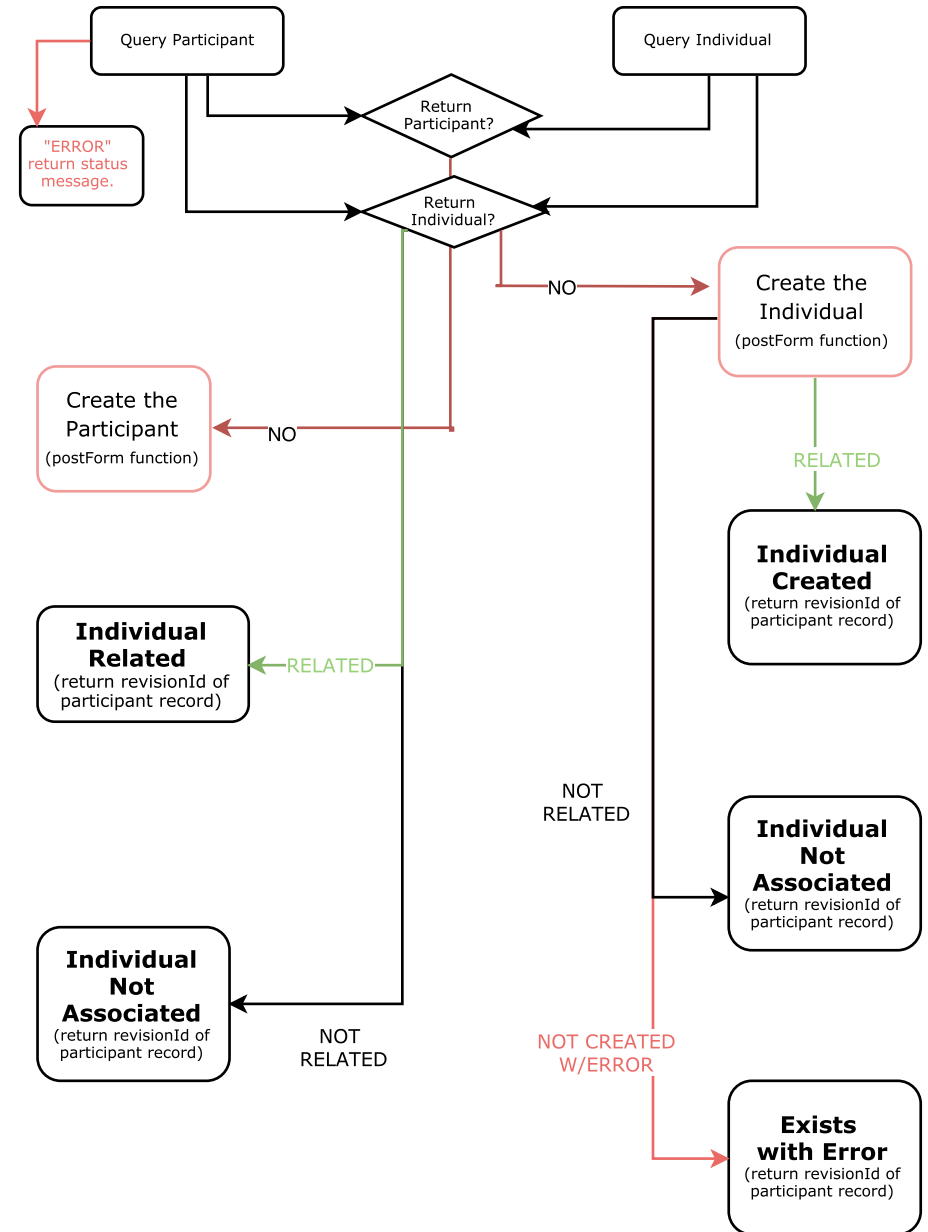 Query Participant
Query Individual
Return
Participant?
"ERROR"
return status
message.
Return
Individual?
NO
Create the
Individual
(postForm function)
Create the
Participant
(postForm function)
NO
RELATED
Individual
Created
(return revisionId of
participant record)
Individual
Related
(return revisionId of
participant record)
RELATED
NOT
RELATED
Individual
Not
Associated
(return revisionId of
participant record)
Individual
Not
Associated
(return revisionId of
participant record)
NOT
RELATED
NOT CREATED
W/ERROR
Exists
with Error
(return revisionId of
participant record)